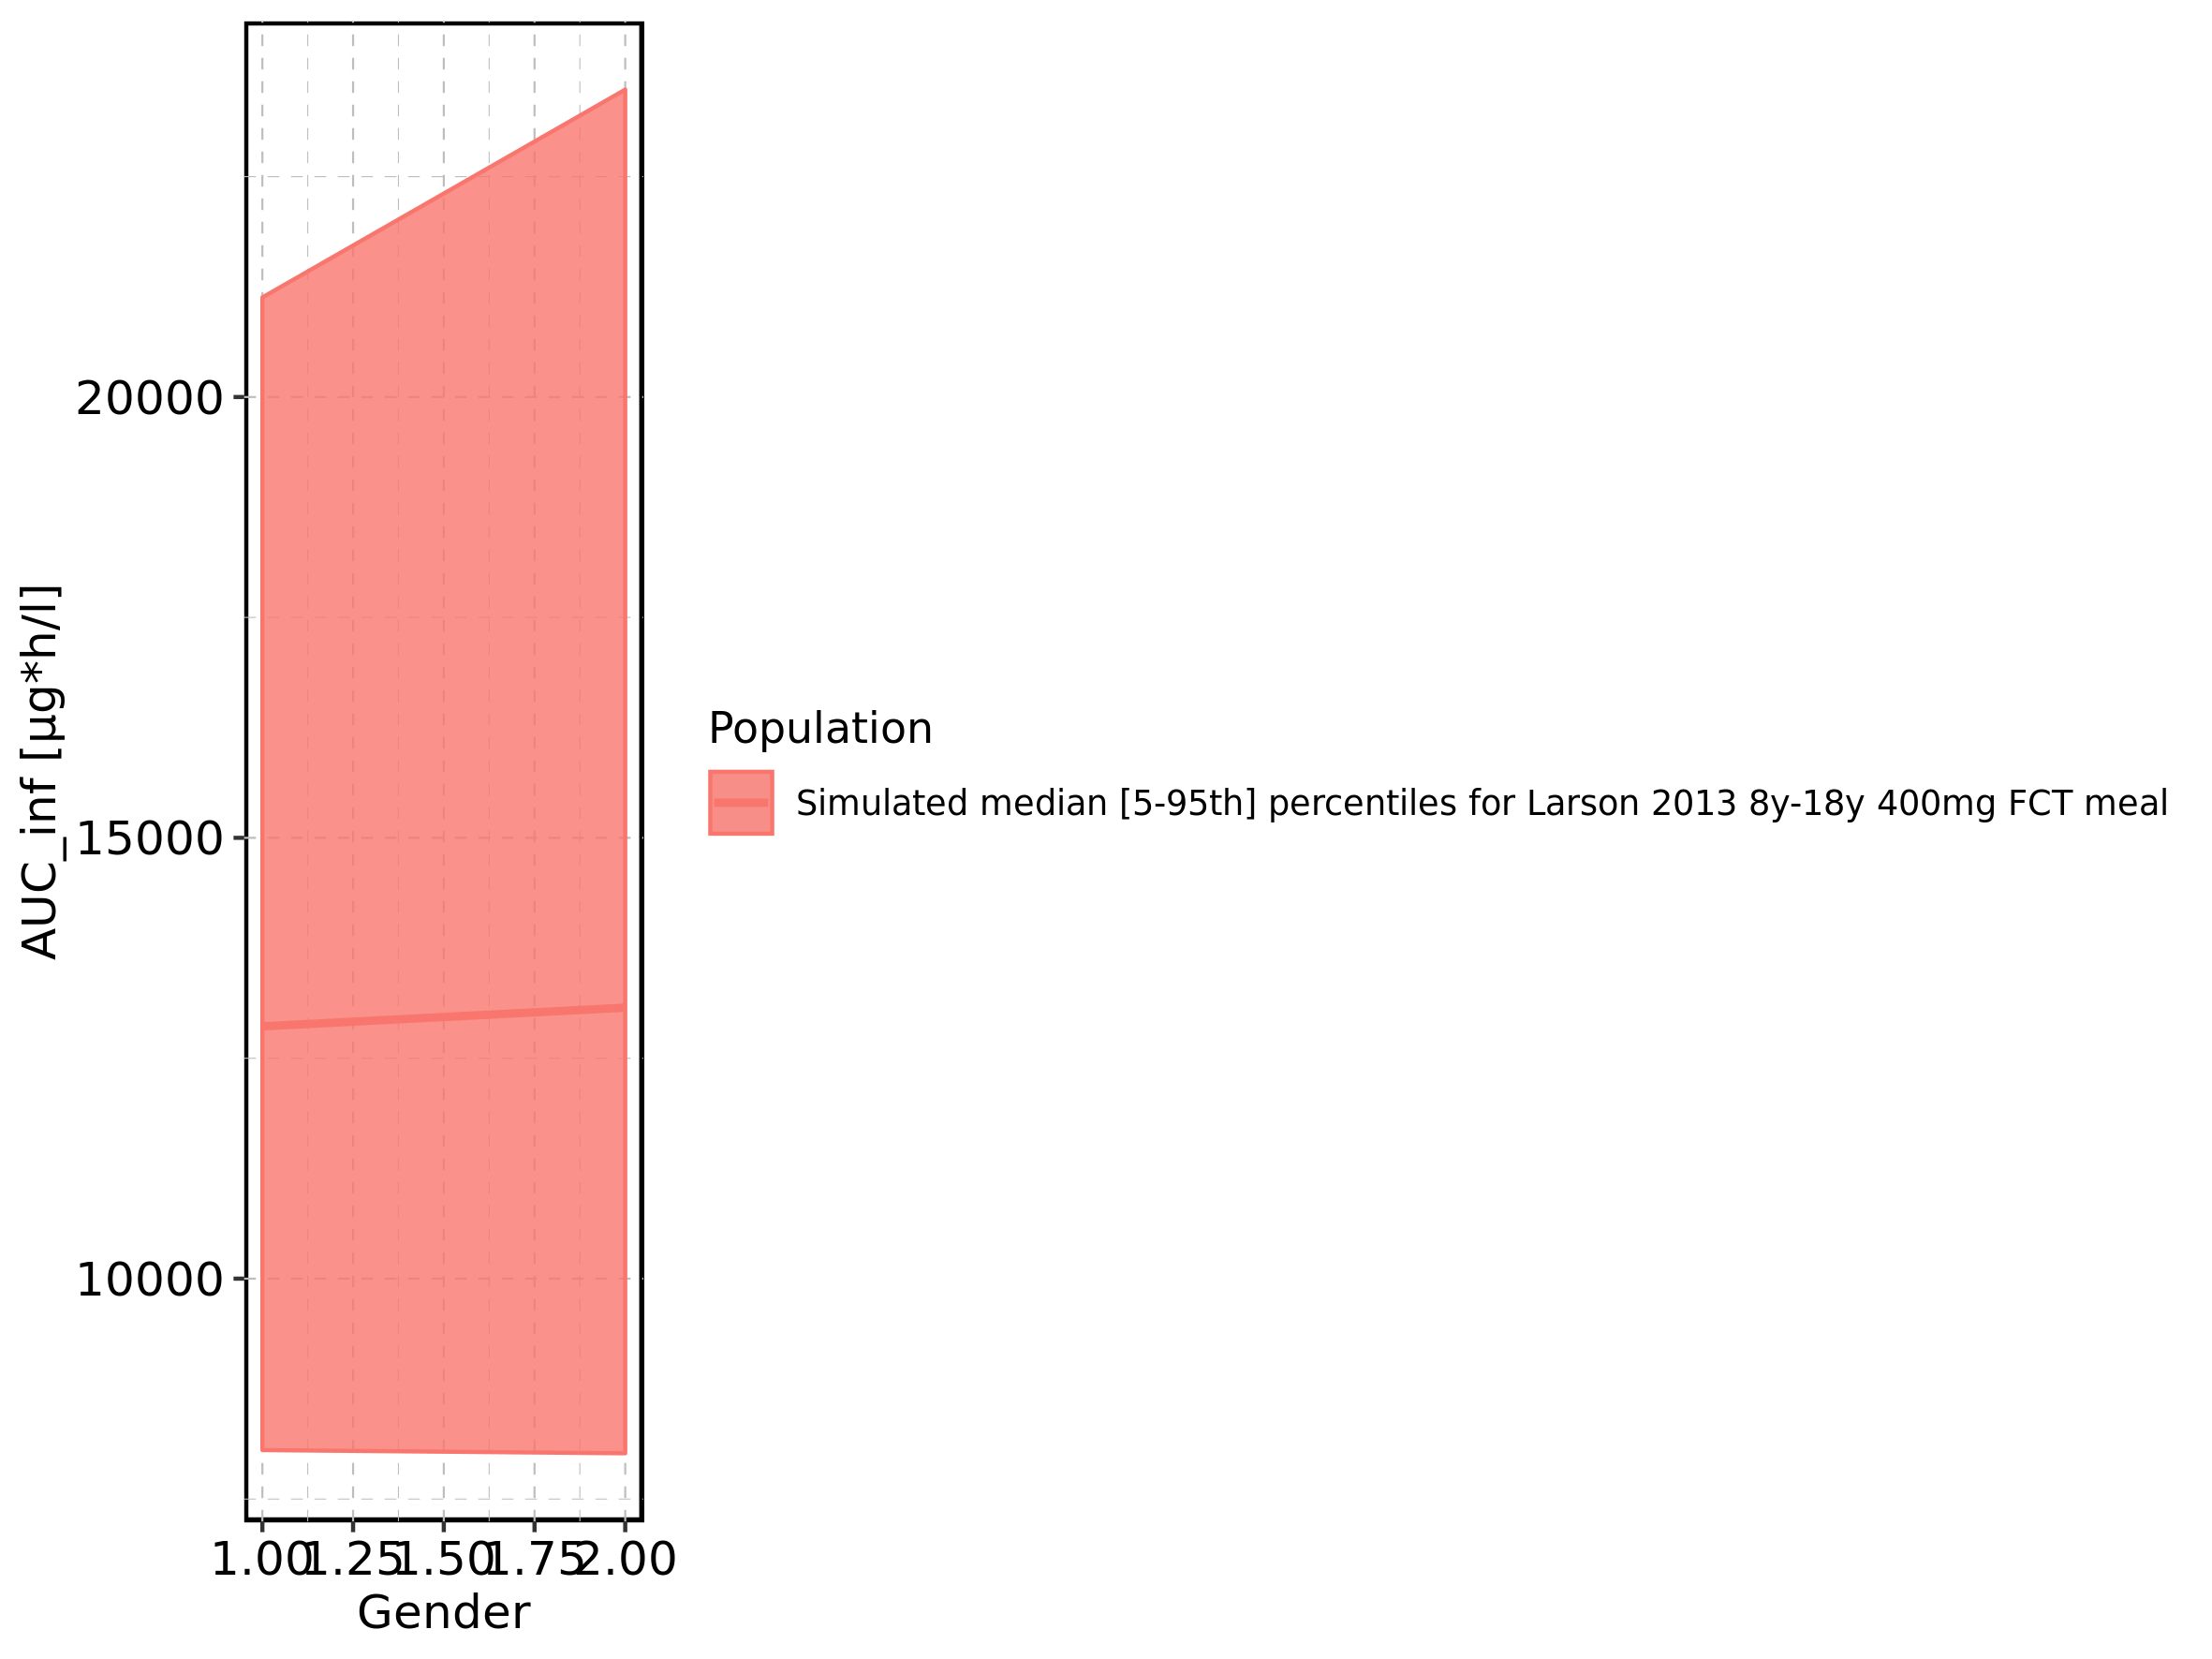 20000
15000
10000
AUC_inf [µg*h/l]
1.00 1.25 1.50 1.75 2.00
Gender
Population
Simulated median [5-95th] percentiles for Larson 2013 8y-18y 400mg FCT meal